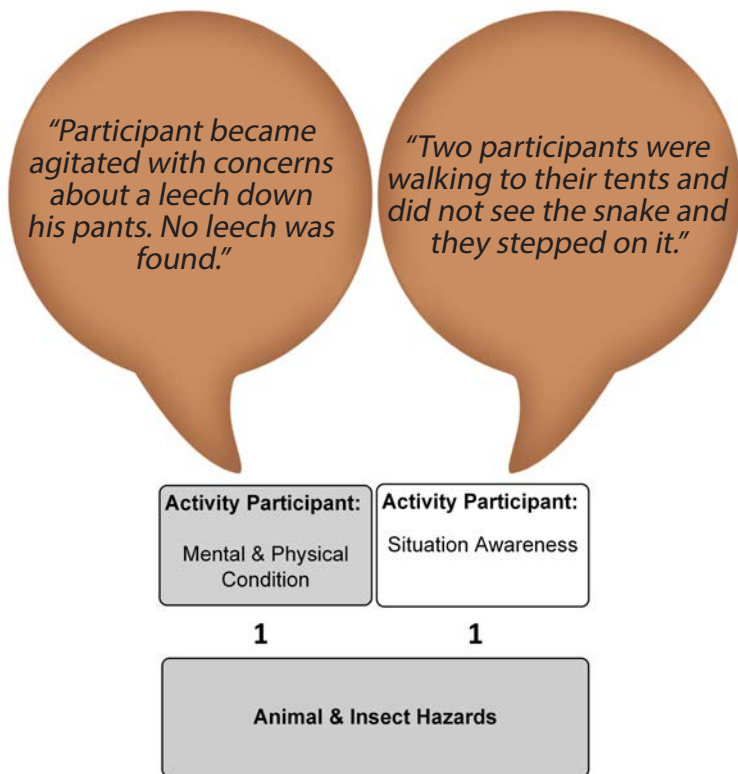 “Participant became
agitated with concerns
about a leech down
his pants. No leech was
found.”
“Two participants were
walking to their tents and
did not see the snake and
they stepped on it.”
Activity Participant:
Mental & Physical
Condition
Activity Participant:
Situation Awareness
1
1
Animal & Insect Hazards